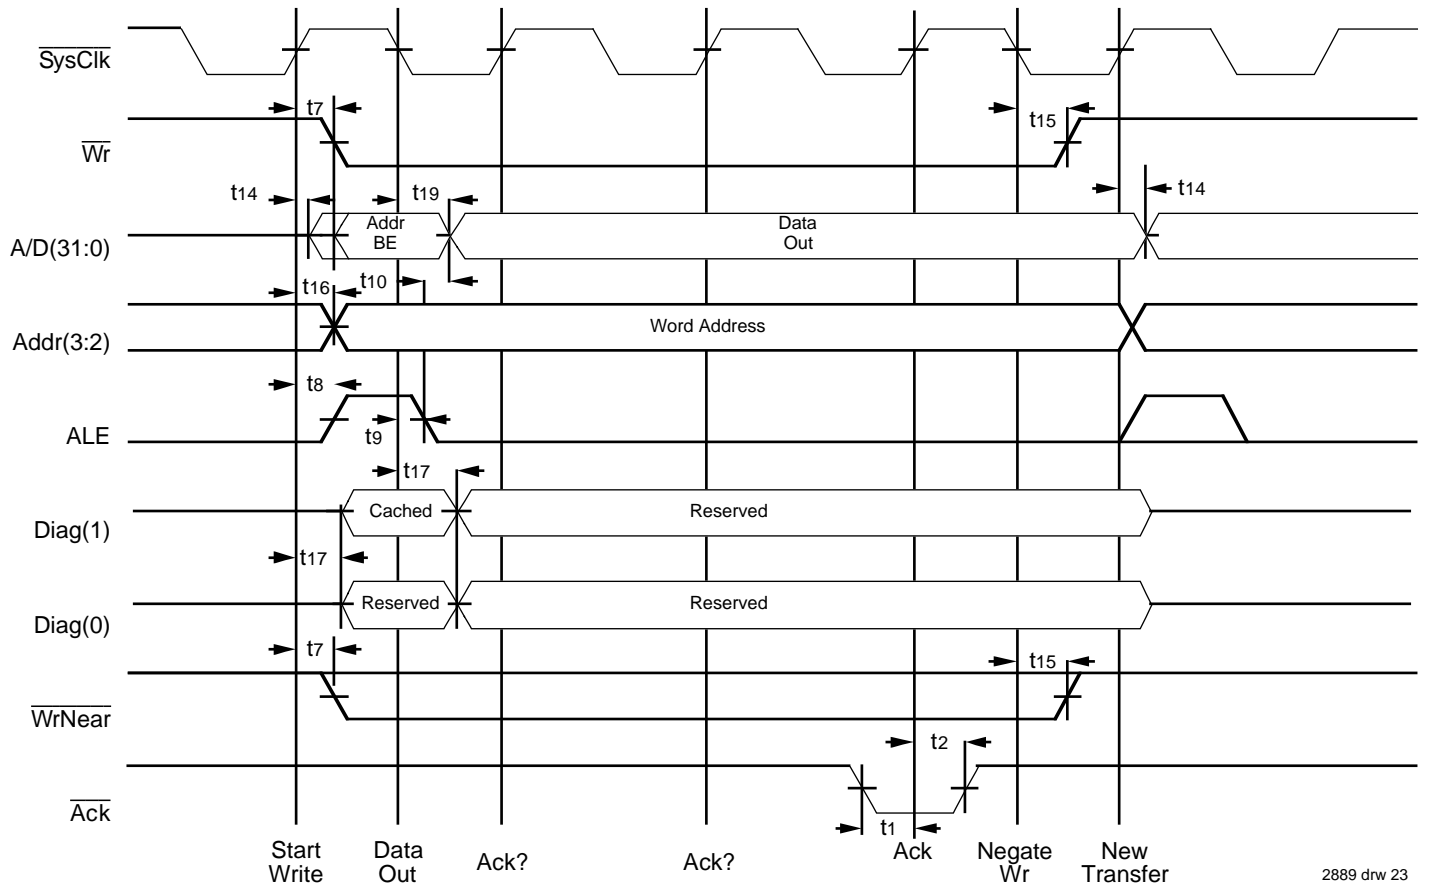 SysClk
t7
t15
Wr
t14
t19
t14
Addr
BE
Data
Out
A/D(31:0)
t16
t10
Word Address
Addr(3:2)
t8
t9
ALE
t17
Cached
Reserved
Diag(1)
t17
Reserved
Reserved
Diag(0)
t7
t15
WrNear
t2
Ack
t1
Start
Write
Data
Out
Ack?
Ack?
Ack
Negate
Wr
New
Transfer
2889 drw 23